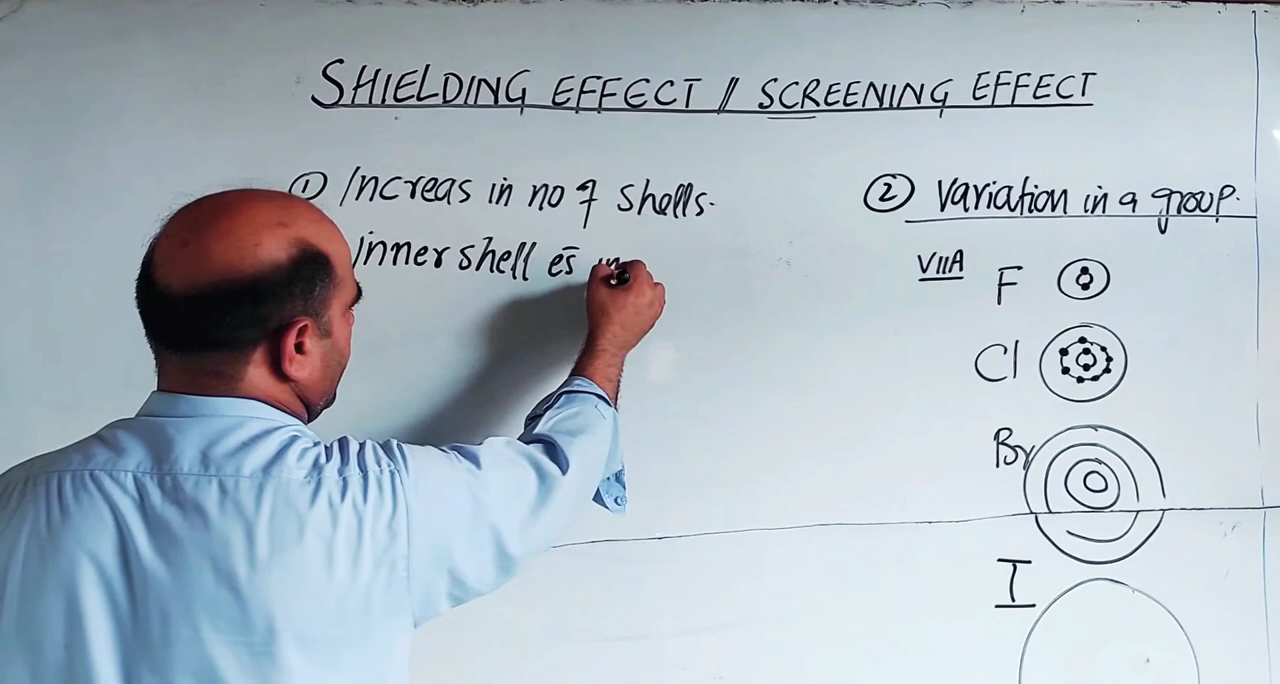 SHIELDING EFFECT // SCREENING EFFECT
① Increas in no of shells.
inner shell ēs
② Variation in a group.
VIIA
F
Cl
Br
I